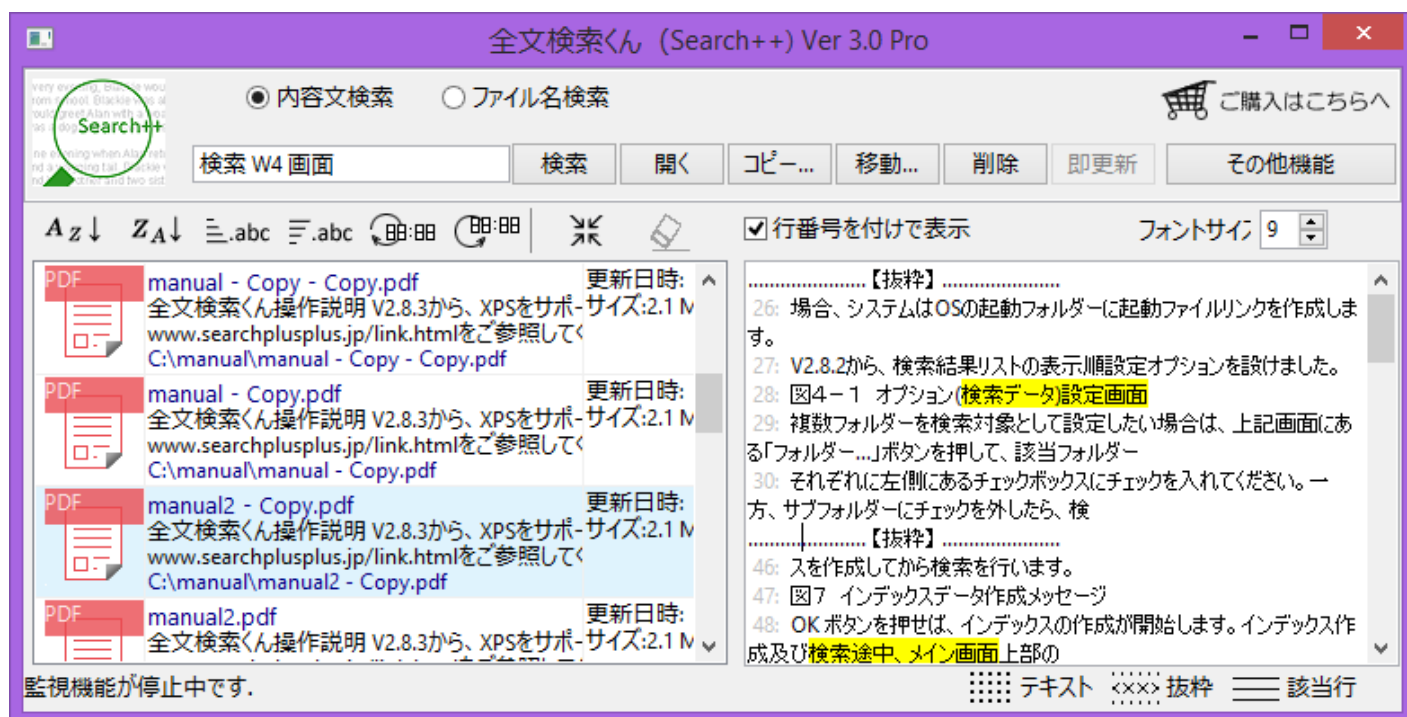 全文検索くん（Search++) Ver 3.0 Pro
Search++
内容文検索 ファイル名検索
ご購入はこちらへ
検索 W4 画面 検索 開く コピー... 移動... 削除 即更新 その他機能
AZ↓ ZA↓ .abc .abc
行番号を付けで表示 フォントサイズ 9
PDF
manual - Copy - Copy.pdf 更新日時:
全文検索くん操作説明 V2.8.3から、XPSをサポ- サイズ:2.1 M
www.searchplusplus.jp/link.htmlをご参照してく
C:\manual\manual - Copy - Copy.pdf
PDF
manual - Copy.pdf 更新日時:
全文検索くん操作説明 V2.8.3から、XPSをサポ- サイズ:2.1 M
www.searchplusplus.jp/link.htmlをご参照してく
C:\manual\manual - Copy.pdf
PDF
manual2 - Copy.pdf 更新日時:
全文検索くん操作説明 V2.8.3から、XPSをサポ- サイズ:2.1 M
www.searchplusplus.jp/link.htmlをご参照してく
C:\manual\manual2 - Copy.pdf
PDF
manual2.pdf 更新日時:
全文検索くん操作説明 V2.8.3から、XPSをサポ- サイズ:2.1 M
......................【抜粋】......................
26: 場合、システムはOSの起動フォルダーに起動ファイルリンクを作成しま
す。
27: V2.8.2から、検索結果リストの表示順設定オプションを設けました。
28: 図4－1 オプション(検索データ)設定画面
29: 複数フォルダーを検索対象として設定したい場合は、上記画面にあ
る「フォルダー...」ボタンを押して、該当フォルダー
30: それぞれに左側にあるチェックボックスにチェックを入れてください。一
方、サブフォルダーにチェックを外したら、検
......................【抜粋】......................
46: スを作成してから検索を行います。
47: 図7 インデックスデータ作成メッセージ
48: OKボタンを押せば、インデックスの作成が開始します。インデックス作
成及び検索途中、メイン画面上部の
監視機能が停止中です.
テキスト 抜粋 該当行